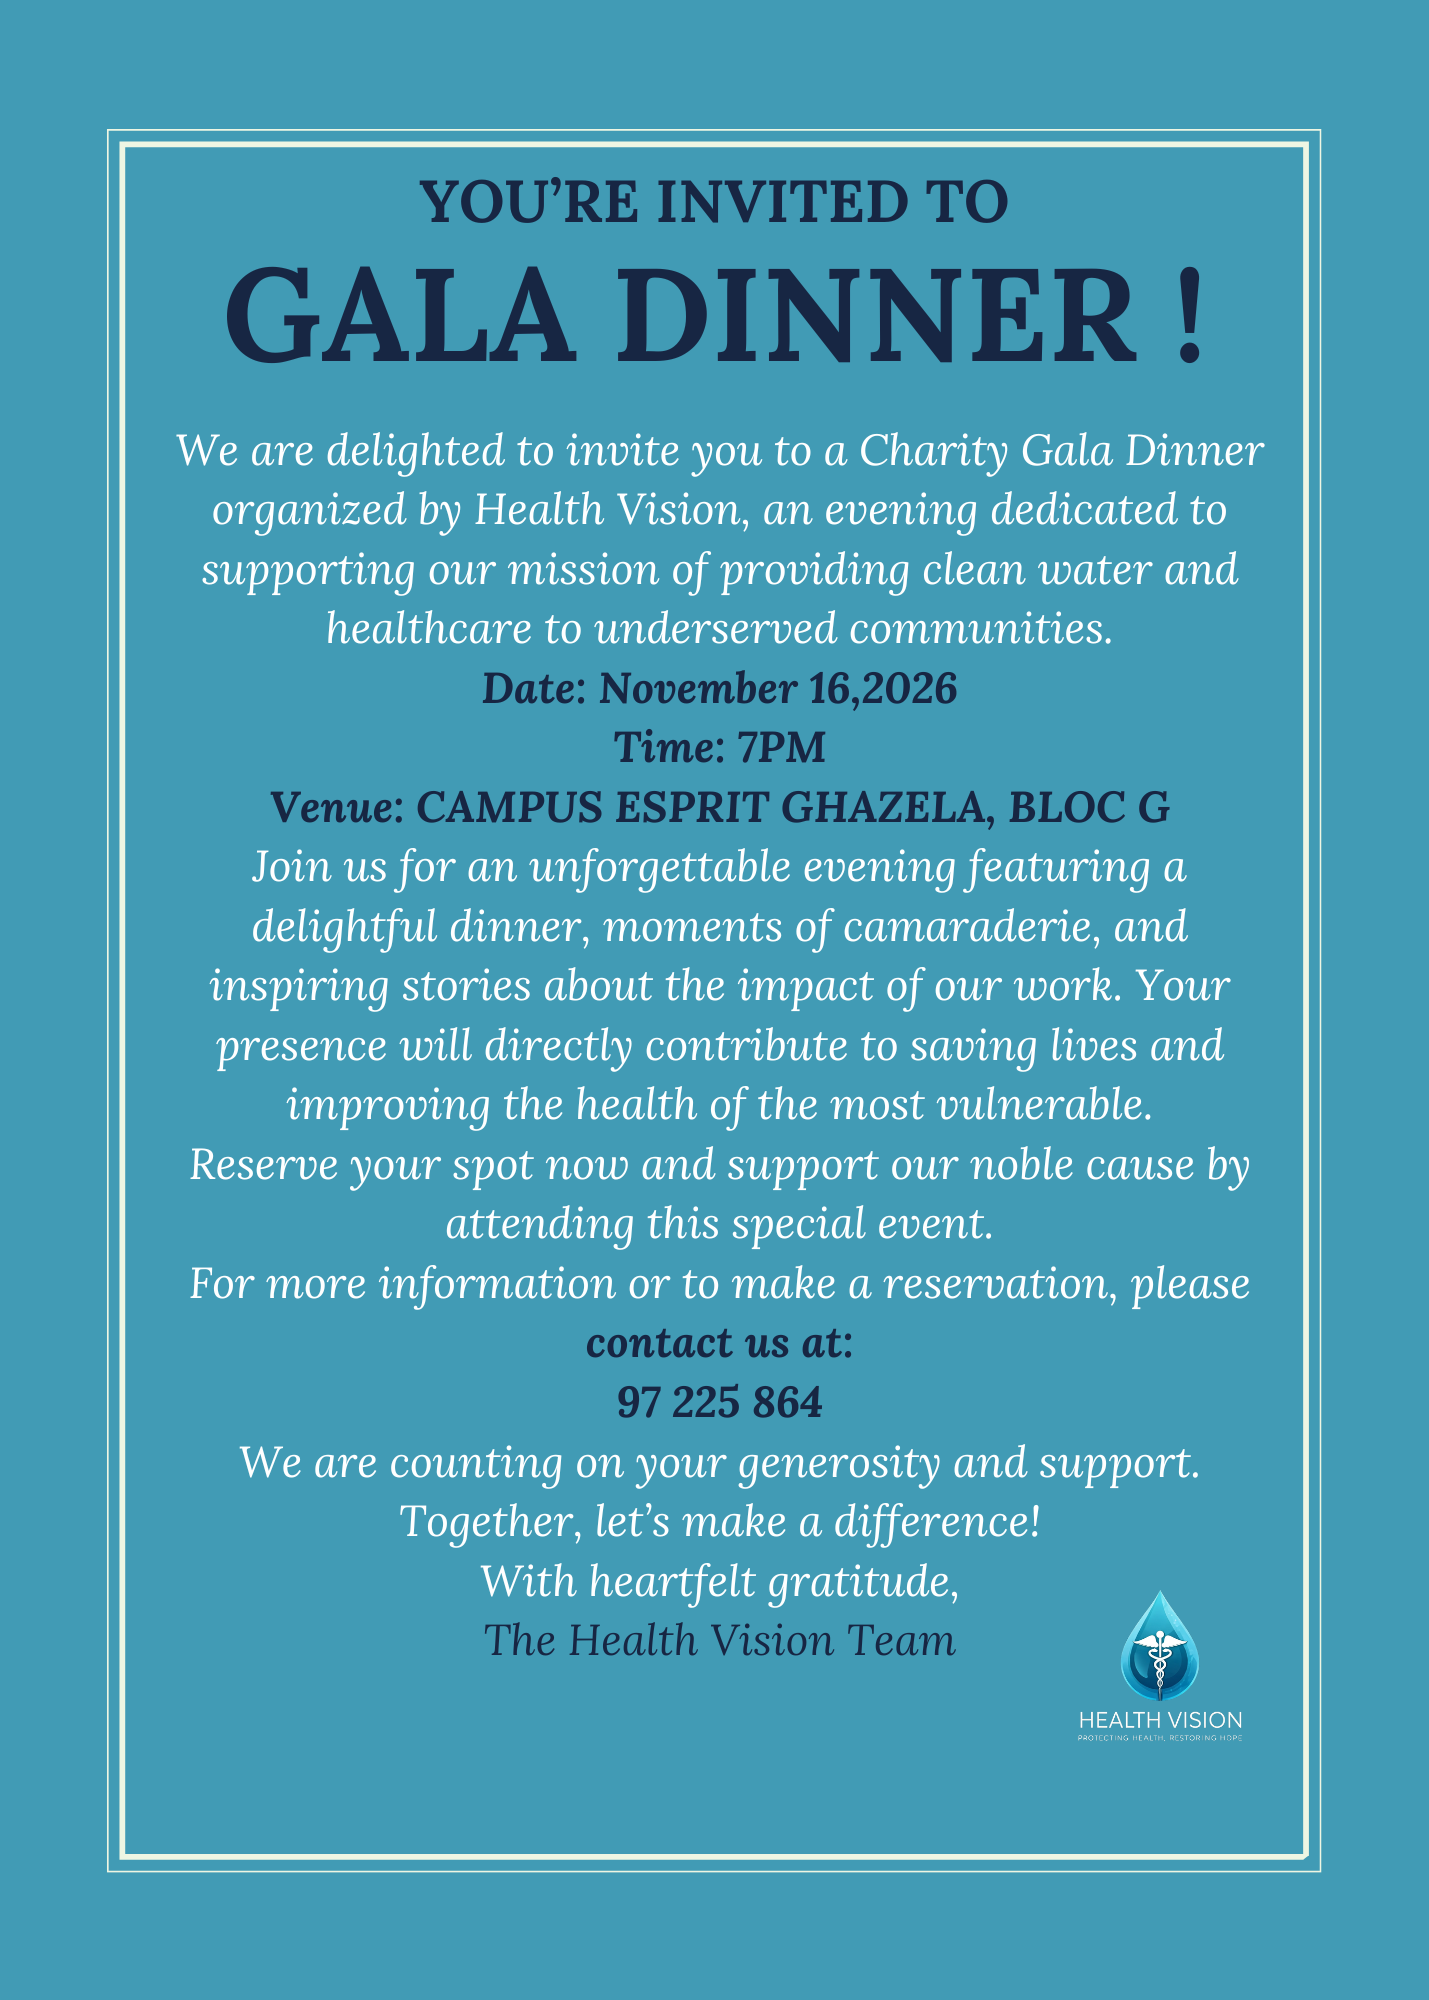 YOU’RE INVITED TO
GALA DINNER !
We are delighted to invite you to a Charity Gala Dinner
organized by Health Vision, an evening dedicated to
supporting our mission of providing clean water and
healthcare to underserved communities.
Date: November 16,2026
Time: 7PM
Venue: CAMPUS ESPRIT GHAZELA, BLOC G
Join us for an unforgettable evening featuring a
delightful dinner, moments of camaraderie, and
inspiring stories about the impact of our work. Your
presence will directly contribute to saving lives and
improving the health of the most vulnerable.
Reserve your spot now and support our noble cause by
attending this special event.
For more information or to make a reservation, please
contact us at:
97 225 864
We are counting on your generosity and support.
Together, let’s make a difference!
With heartfelt gratitude,
The Health Vision Team
HEALTH VISION
PROTECTING HEALTH, RESTORING HOPE